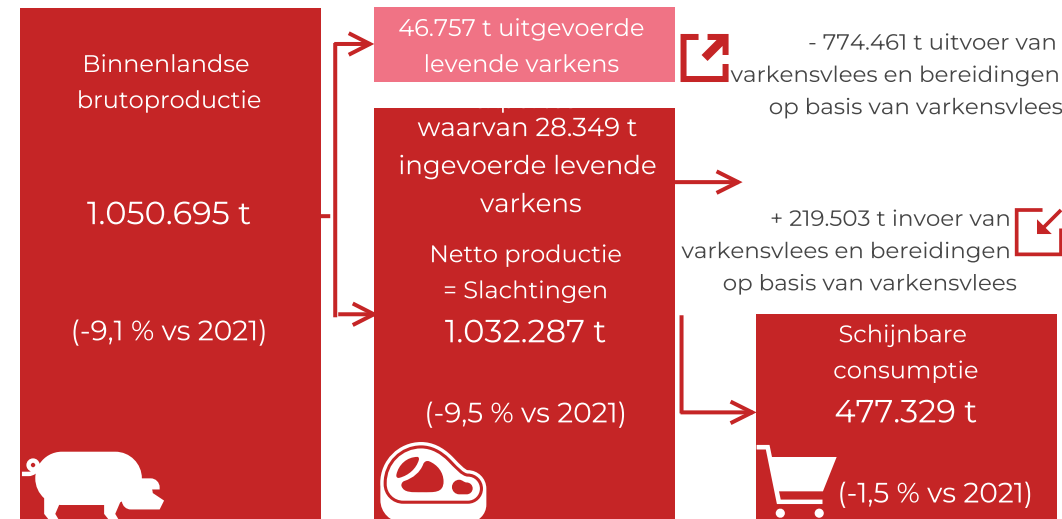 Binnenlandse
brutoproductie
1.050.695 t
(-9,1 % vs 2021)
46.757 t uitgevoerde
levende varkens
waarvan 28.349 t
ingevoerde levende
varkens
Netto productie
= Slachtingen
1.032.287 t
(-9,5 % vs 2021)
- 774.461 t uitvoer van
varkensvlees en bereidingen
op basis van varkensvlees
+ 219.503 t invoer van
varkensvlees en bereidingen
op basis van varkensvlees
Schijnbare
consumptie
477.329 t
(-1,5 % vs 2021)